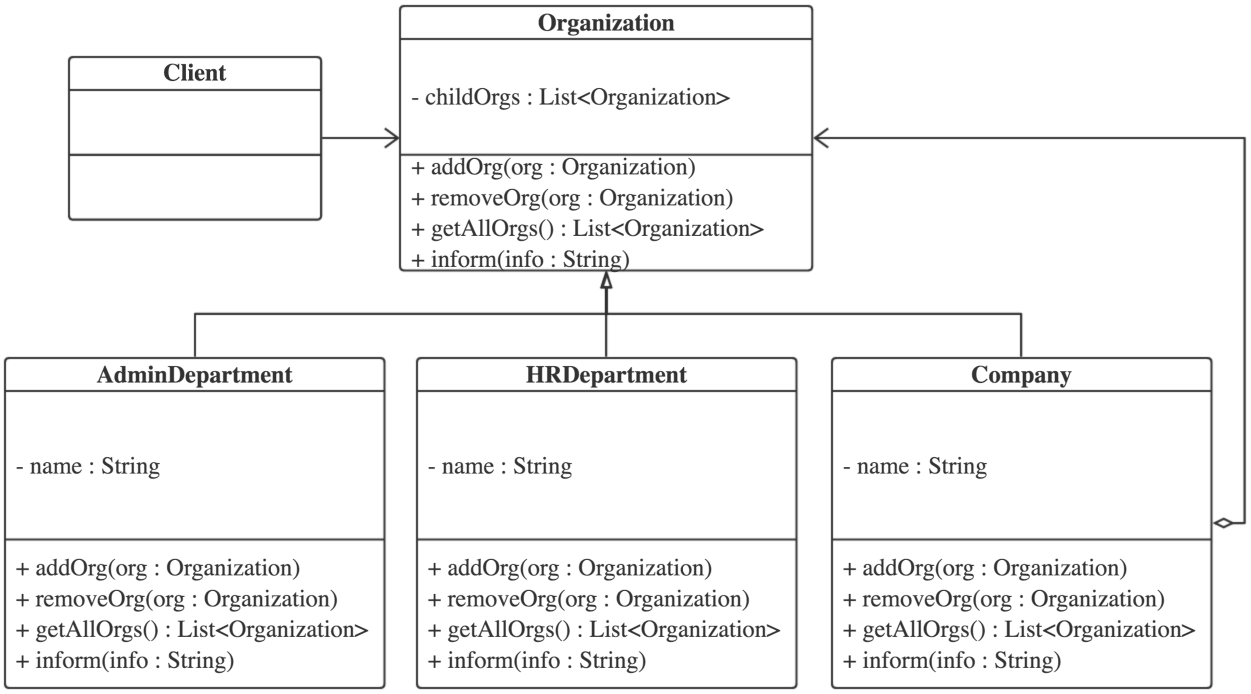 Organization
- childOrgs : List<Organization>
+ addOrg(org : Organization)
+ removeOrg(org : Organization)
+ getAllOrgs() : List<Organization>
+ inform(info : String)
Client
AdminDepartment
- name : String
+ addOrg(org : Organization)
+ removeOrg(org : Organization)
+ getAllOrgs() : List<Organization>
+ inform(info : String)
HRDepartment
- name : String
+ addOrg(org : Organization)
+ removeOrg(org : Organization)
+ getAllOrgs() : List<Organization>
+ inform(info : String)
Company
- name : String
+ addOrg(org : Organization)
+ removeOrg(org : Organization)
+ getAllOrgs() : List<Organization>
+ inform(info : String)